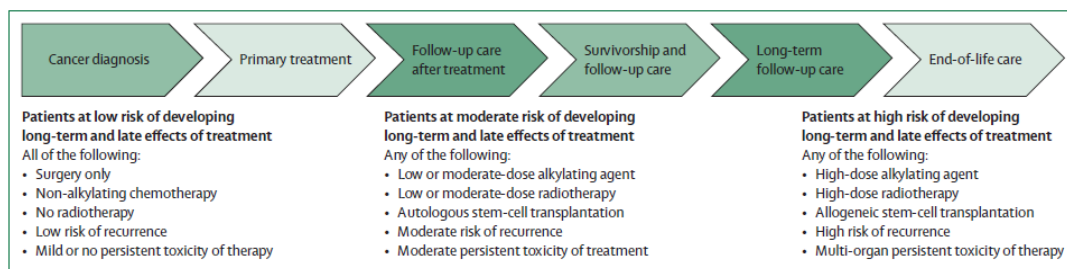 Cancer diagnosis
Primary treatment
Follow-up care
after treatment
Survivorship and
follow-up care
Long-term
follow-up care
End-of-life care
Patients at low risk of developing
long-term and late effects of treatment
All of the following:
• Surgery only
• Non-alkylating chemotherapy
• No radiotherapy
• Low risk of recurrence
• Mild or no persistent toxicity of therapy
Patients at moderate risk of developing
long-term and late effects of treatment
Any of the following:
• Low or moderate-dose alkylating agent
• Low or moderate-dose radiotherapy
• Autologous stem-cell transplantation
• Moderate risk of recurrence
• Moderate persistent toxicity of treatment
Patients at high risk of developing
long-term and late effects of treatment
Any of the following:
• High-dose alkylating agent
• High-dose radiotherapy
• Allogeneic stem-cell transplantation
• High risk of recurrence
• Multi-organ persistent toxicity of therapy